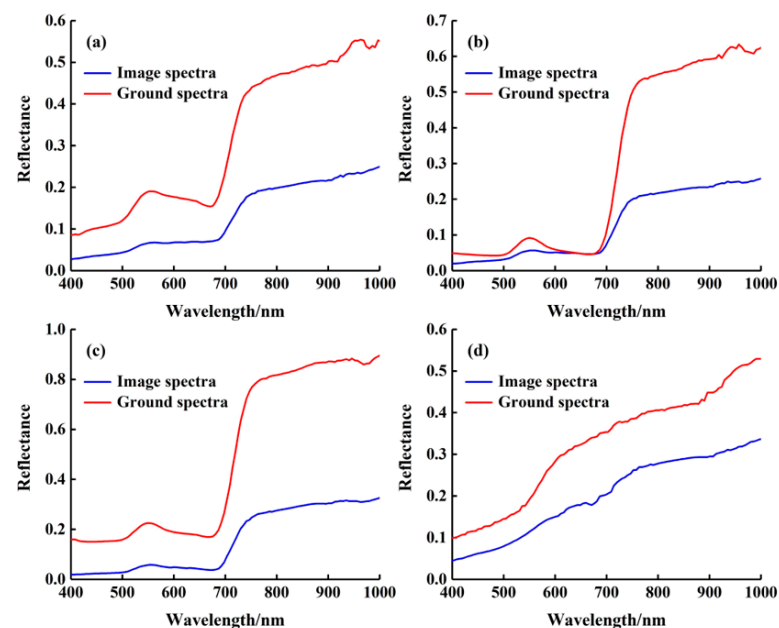 (a)
Image spectra
Ground spectra
Reflectance
0.6
0.5
0.4
0.3
0.2
0.1
0.0
400 500 600 700 800 900 1000
Wavelength/nm
(b)
Image spectra
Ground spectra
Reflectance
0.7
0.6
0.5
0.4
0.3
0.2
0.1
0.0
400 500 600 700 800 900 1000
Wavelength/nm
(c)
Image spectra
Ground spectra
Reflectance
1.0
0.8
0.6
0.4
0.2
0.0
400 500 600 700 800 900 1000
Wavelength/nm
(d)
Image spectra
Ground spectra
Reflectance
0.6
0.5
0.4
0.3
0.2
0.1
0.0
400 500 600 700 800 900 1000
Wavelength/nm